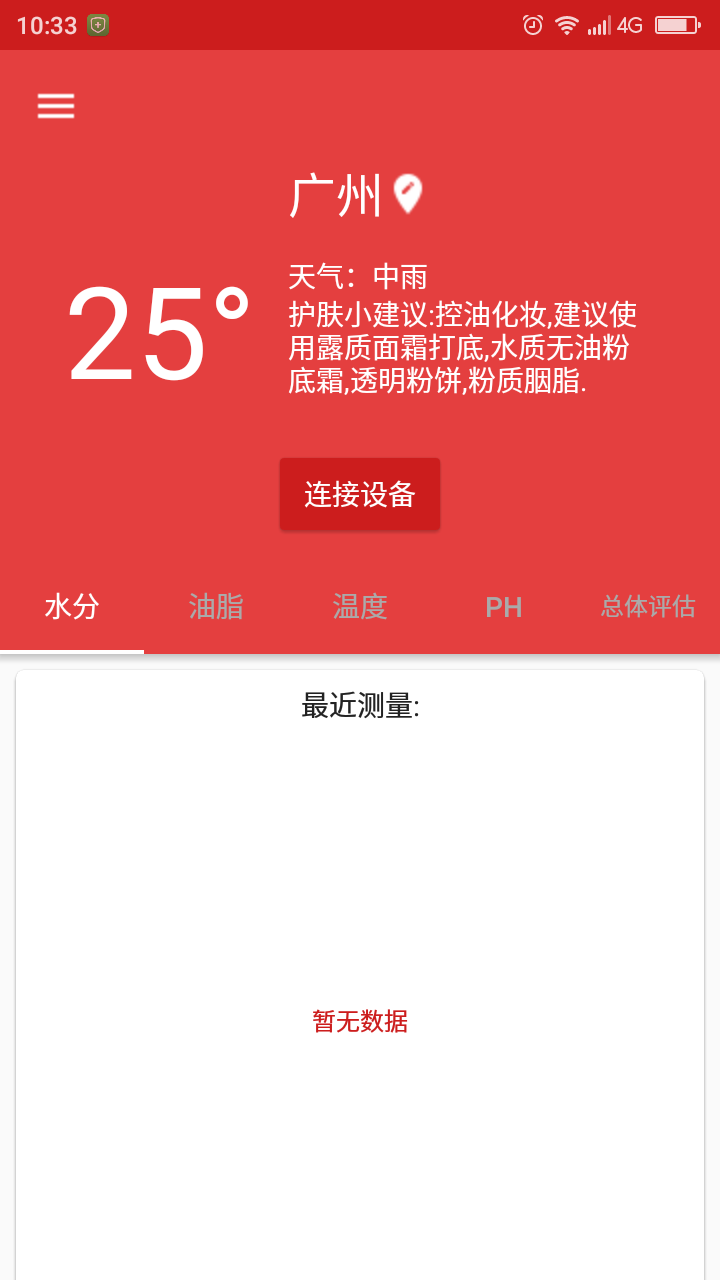 10:33
4G
广州
25°
天气：中雨
护肤小建议:控油化妆,建议使
用露质面霜打底,水质无油粉
底霜,透明粉饼,粉质胭脂.
连接设备
水分
油脂
温度
PH
总体评估
最近测量:
暂无数据